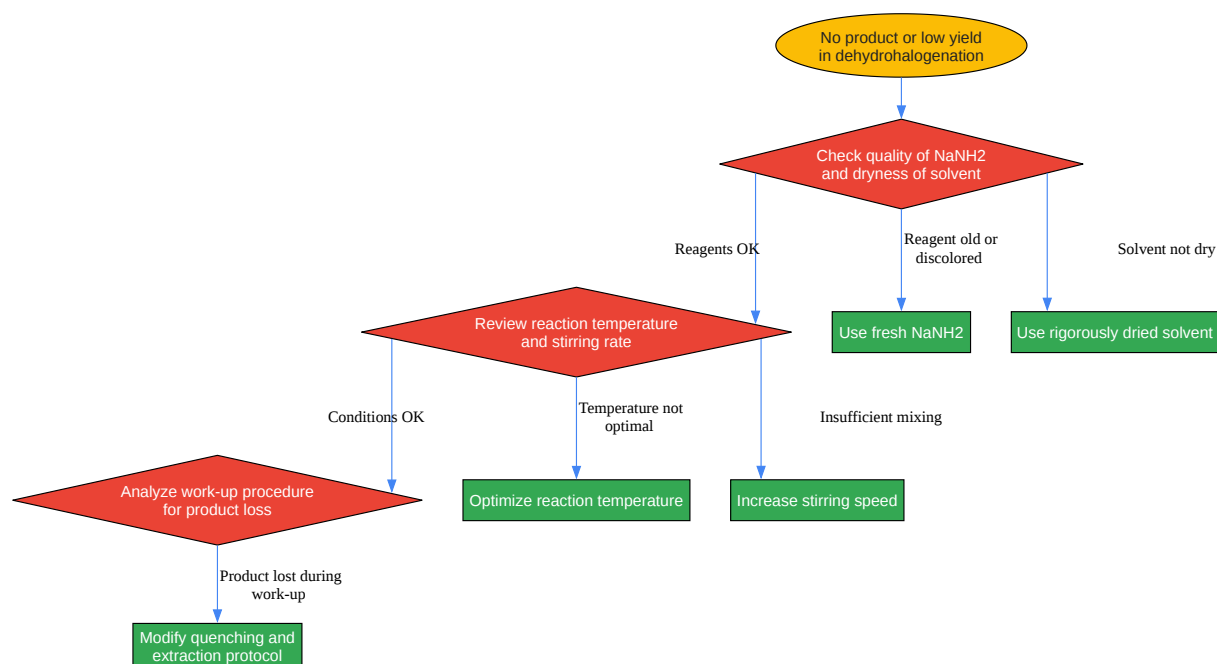 No product or low yield
in dehydrohalogenation
Check quality of NaNH2
and dryness of solvent
Reagents OK
Reagent old or
discolored
Solvent not dry
Review reaction temperature
and stirring rate
Use fresh NaNH2
Use rigorously dried solvent
Conditions OK
Temperature not
optimal
Insufficient mixing
Analyze work-up procedure
for product loss
Optimize reaction temperature
Increase stirring speed
Product lost during
work-up
Modify quenching and
extraction protocol